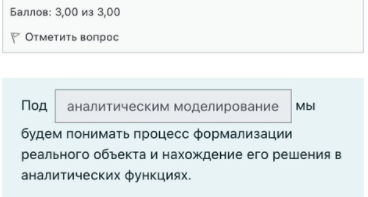 Баллов: 3,00 из 3,00
Отметить вопрос
Под аналитическим моделирование мы
будем понимать процесс формализации
реального объекта и нахождение его решения в
аналитических функциях.